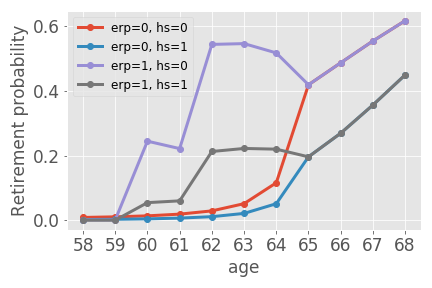 erp=0, hs=0
erp=0, hs=1
erp=1, hs=0
erp=1, hs=1
Retirement probability
0.6
0.4
0.2
0.0
58 59 60 61 62 63 64 65 66 67 68
age